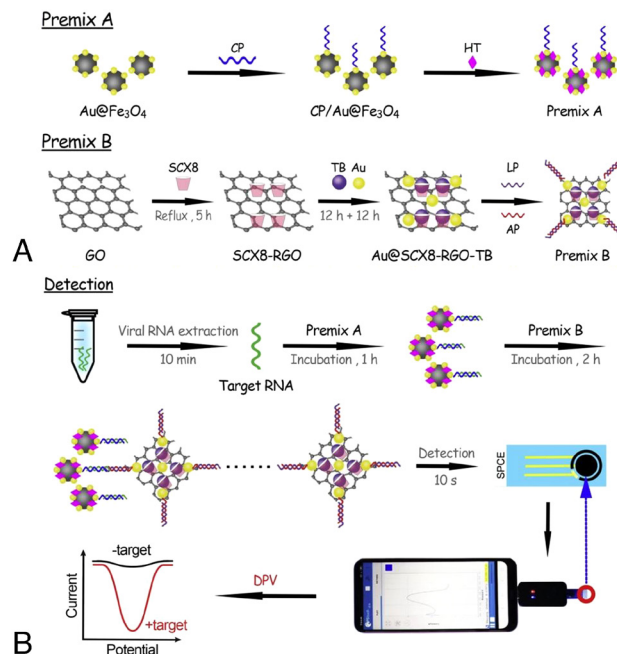 Premix A
CP
HT
Au@Fe₃O₄
CP/Au@Fe₃O₄
Premix A
Premix B
SCX8
TB Au
LP
Reflux , 5 h
12 h + 12 h
AP
A
GO
SCX8-RGO
Au@SCX8-RGO-TB
Premix B
Detection
Viral RNA extraction
Premix A
Premix B
10 min
Incubation , 1 h
Incubation , 2 h
Target RNA
Detection
10 s
SPCE
-target
DPV
Current
+target
Potential
B